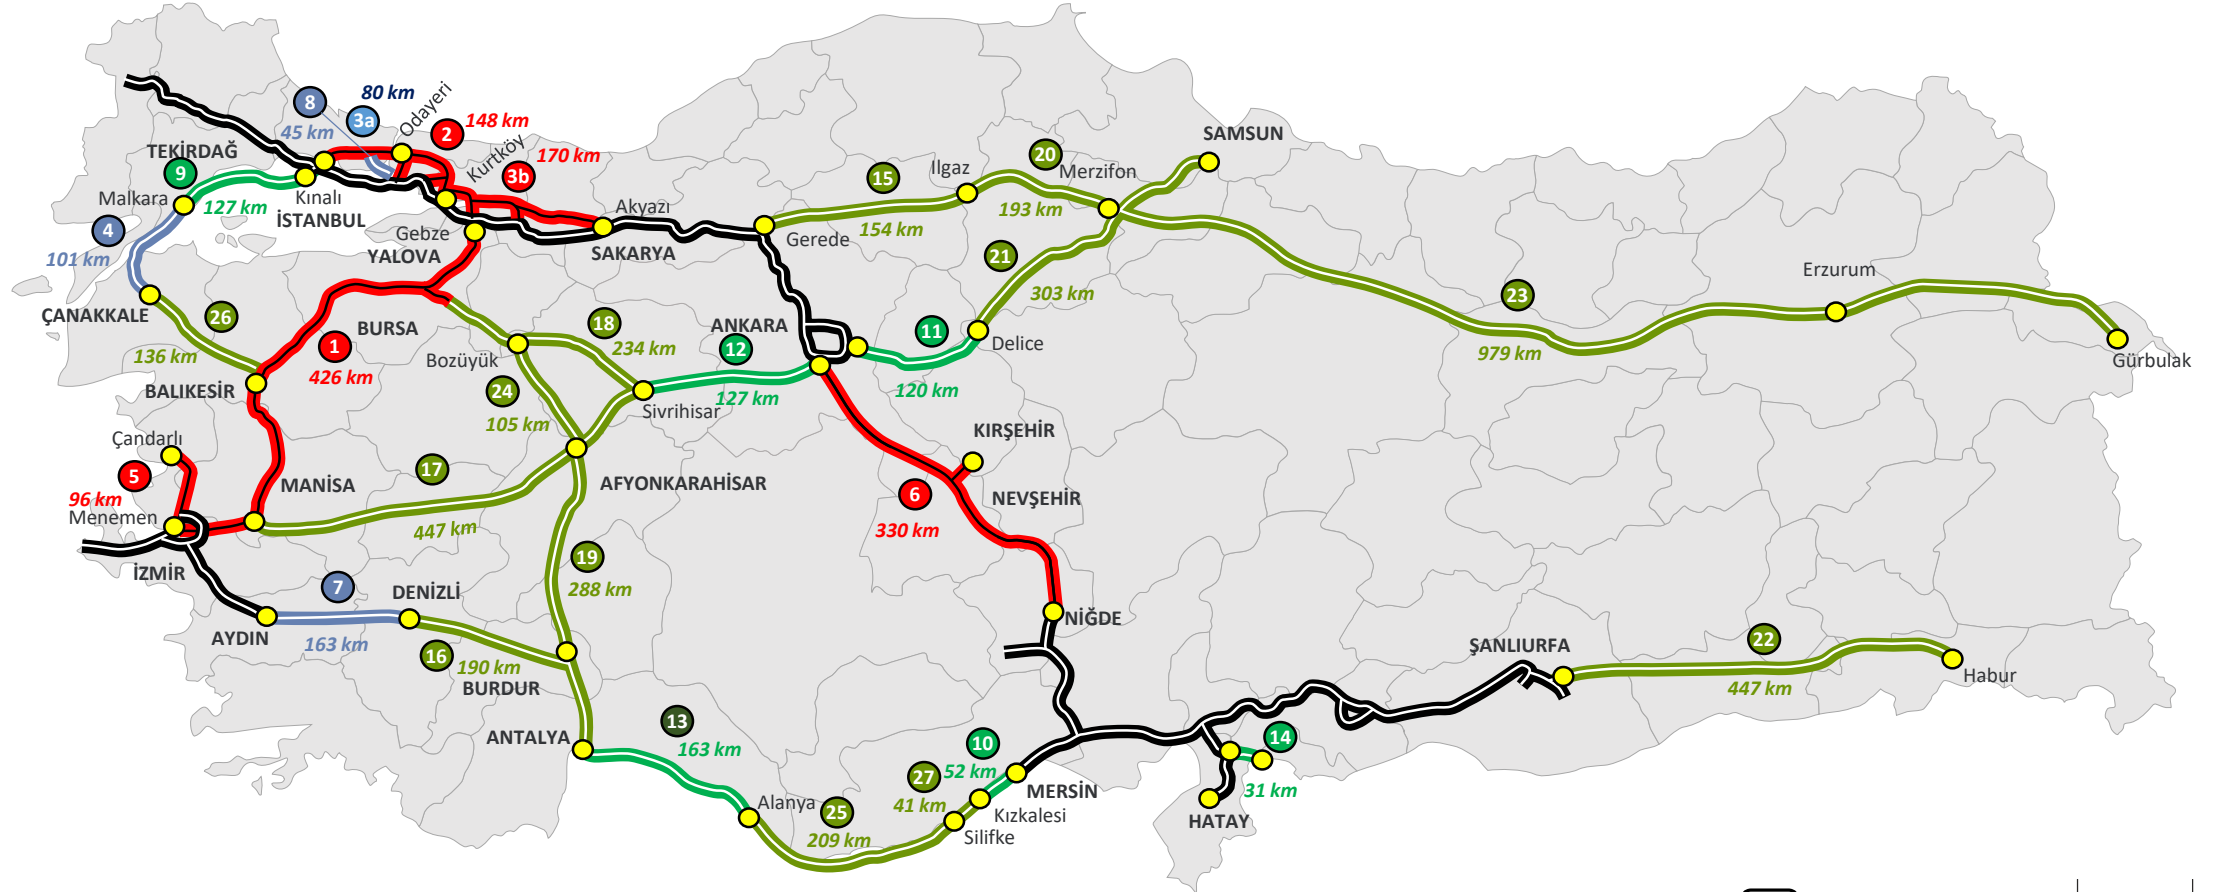 80 km
8
3a
Odayeri
45 km
2
148 km
Kurtköy
170 km
3b
SAMSUN
TEKİRDAĞ
9
Malkara
127 km
Kınalı
İSTANBUL
15
Ilgaz
20
Merzifon
193 km
154 km
Akyazı
Gerede
4
101 km
Gebze
YALOVA
SAKARYA
21
303 km
Erzurum
23
979 km
Gürbulak
ÇANAKKALE
26
136 km
BURSA
1
426 km
18
234 km
Bozüyük
ANKARA
12
127 km
11
120 km
Delice
BALIKESİR
24
105 km
Sivrihisar
Çandarlı
5
96 km
Menemen
MANİSA
17
447 km
AFYONKARAHİSAR
KIRŞEHİR
NEVŞEHİR
6
330 km
İZMİR
7
DENİZLİ
19
288 km
AYDIN
163 km
16
190 km
BURDUR
NİĞDE
ŞANLIURFA
22
447 km
Habur
ANTALYA
13
163 km
10
52 km
14
31 km
27
41 km
MERSİN
Alanya
25
209 km
Kızkalesi
Silifke
HATAY